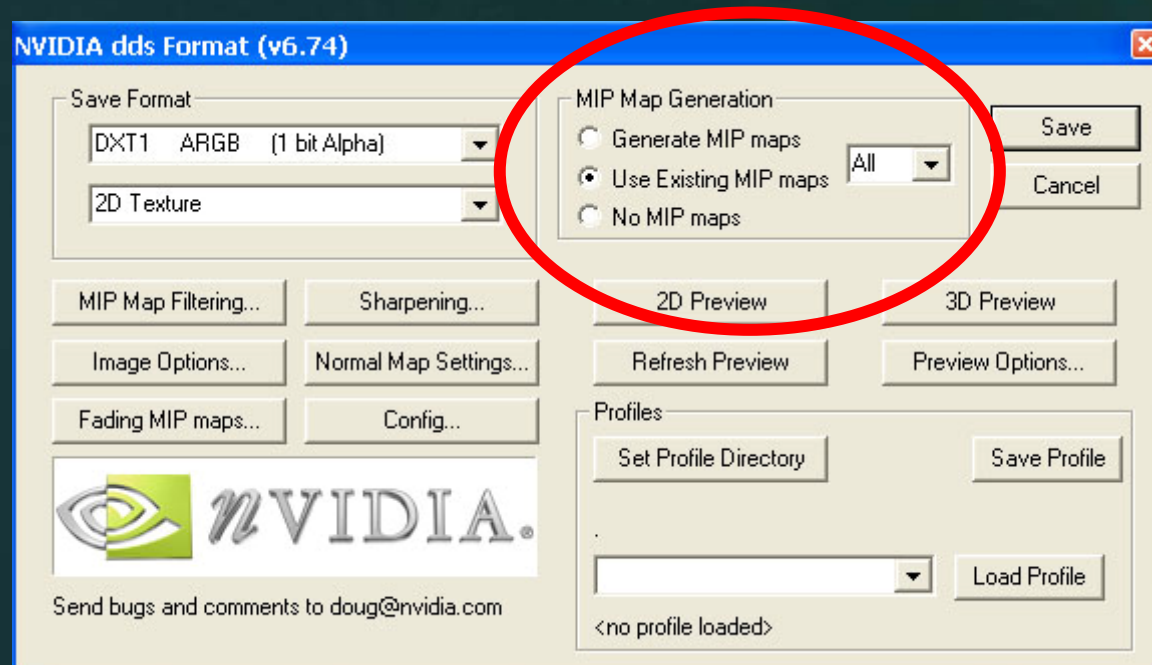 NVIDIA dds Format (v6.74)
Save Format
DXT1 ARGB (1 bit Alpha)
2D Texture
MIP Map Generation
Generate MIP maps
Use Existing MIP maps
No MIP maps
All
Save
Cancel
MIP Map Filtering...
Sharpening...
2D Preview
3D Preview
Image Options...
Normal Map Settings...
Refresh Preview
Preview Options...
Fading MIP maps...
Config...
Profiles
Set Profile Directory
Save Profile
.
Load Profile
<no profile loaded>
nVIDIA.
Send bugs and comments to doug@nvidia.com